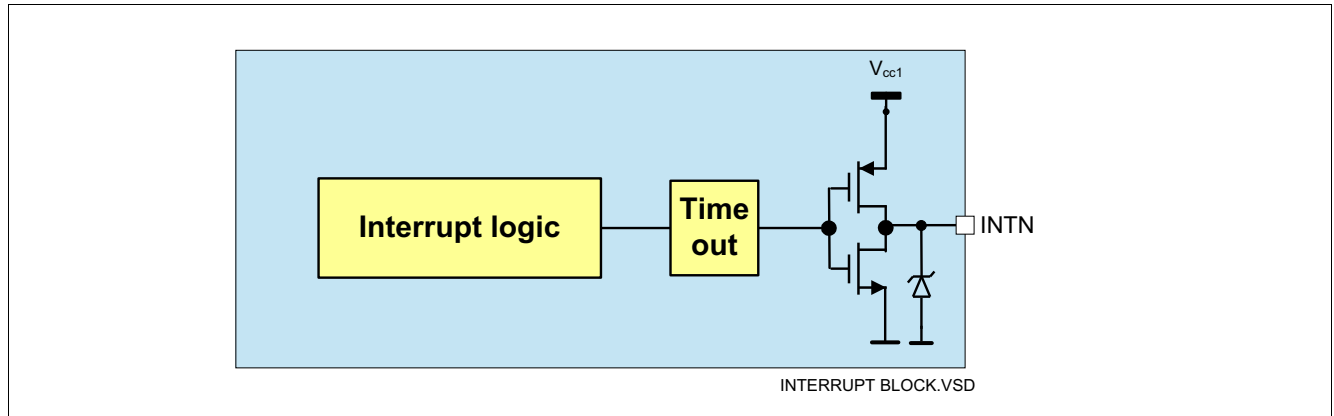 Vcc1
Interrupt logic
Time
out
INTN
INTERRUPT BLOCK.VSD